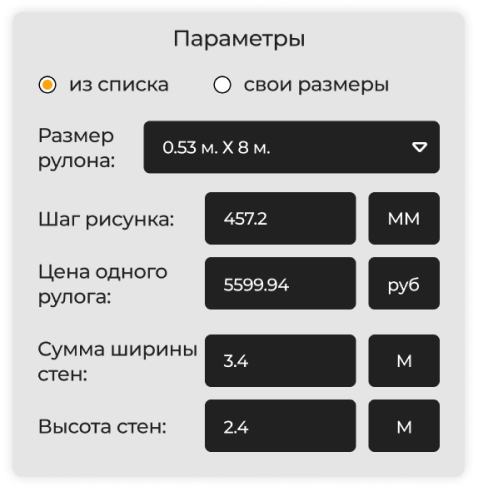 Параметры
из списка свои размеры
Размер
рулона:
0.53 м. X 8 м.
Шаг рисунка: 457.2 ММ
Цена одного
рулога:
5599.94 руб
Сумма ширины
стен:
3.4 М
Высота стен: 2.4 М